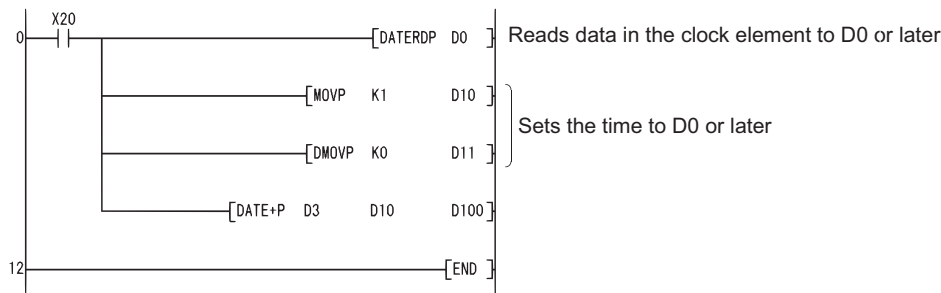 X20
0 [DATERDP D0 ] Reads data in the clock element to D0 or later
[MOVP K1 D10 ]
Sets the time to D0 or later
[DMOVP K0 D11 ]
[DATE+P D3 D10 D100 ]
12 [END ]